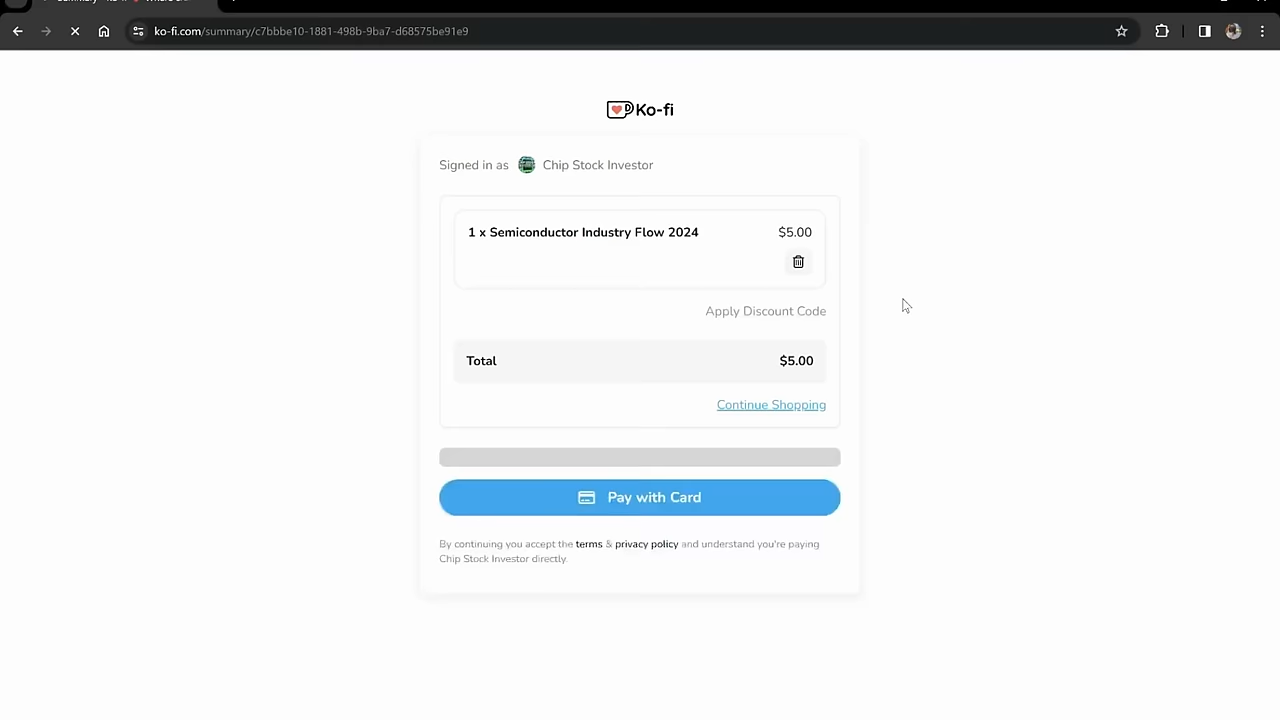 ko-fi.com/summary/c7bbbe10-1881-498b-9ba7-d68575be91e9
Ko-fi
Signed in as Chip Stock Investor
1 x Semiconductor Industry Flow 2024 $5.00
Apply Discount Code
Total $5.00
Continue Shopping
Pay with Card
By continuing you accept the terms & privacy policy and understand you're paying
Chip Stock Investor directly.